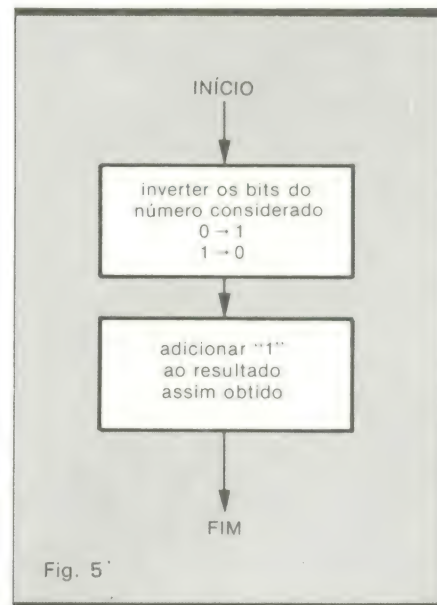 INÍCIO
inverter os bits do
número considerado
0 → 1
1 → 0
adicionar "1"
ao resultado
assim obtido
FIM
Fig. 5